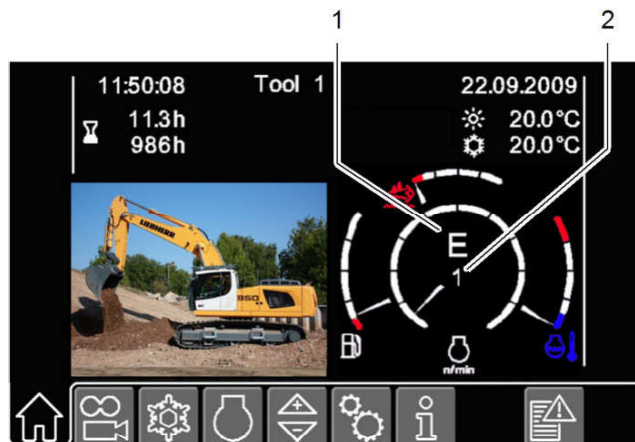 1 2
11:50:08 Tool 1 22.09.2009
11.3h 20.0°C
986h 20.0°C
LIEBHERR
950
E
1
n/min